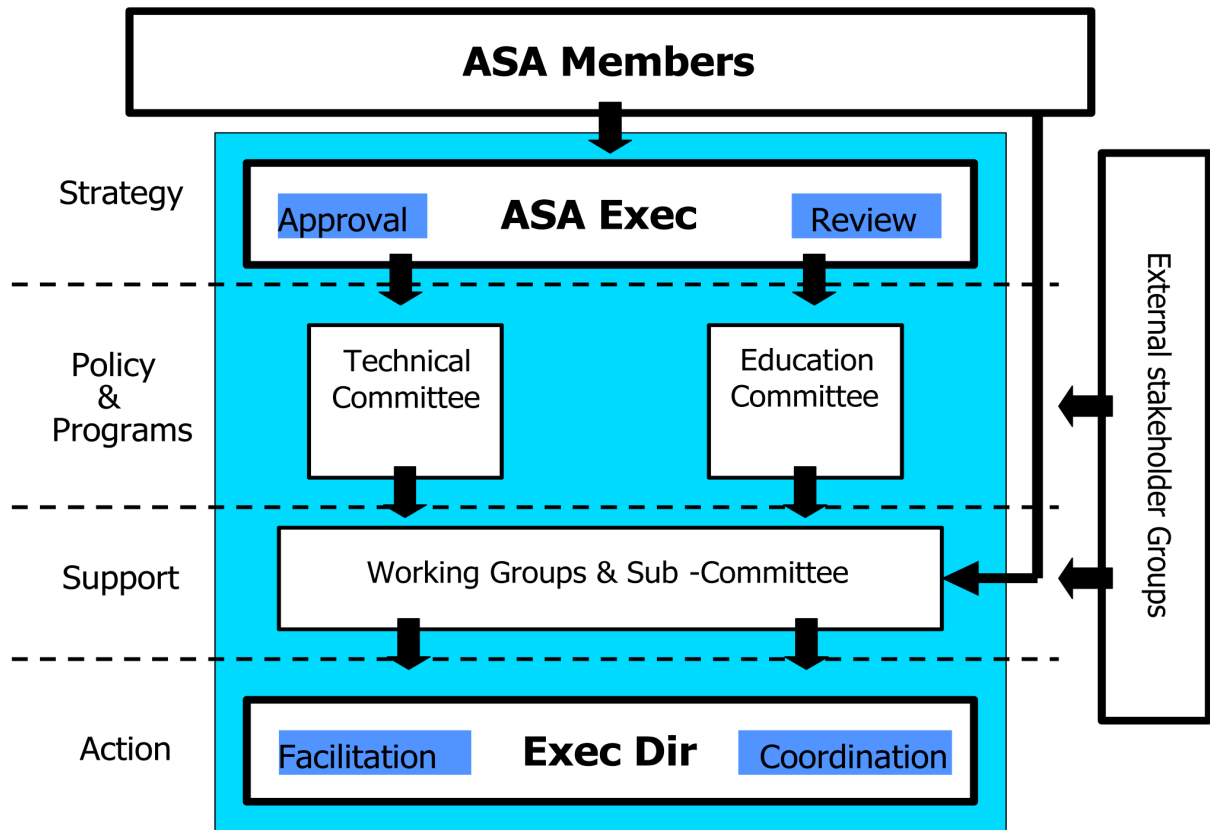 ASA Members
Strategy
Approval
ASA Exec
Review
Policy
&
Programs
Technical
Committee
Education
Committee
External stakeholder Groups
Support
Working Groups & Sub -Committee
Action
Facilitation
Exec Dir
Coordination